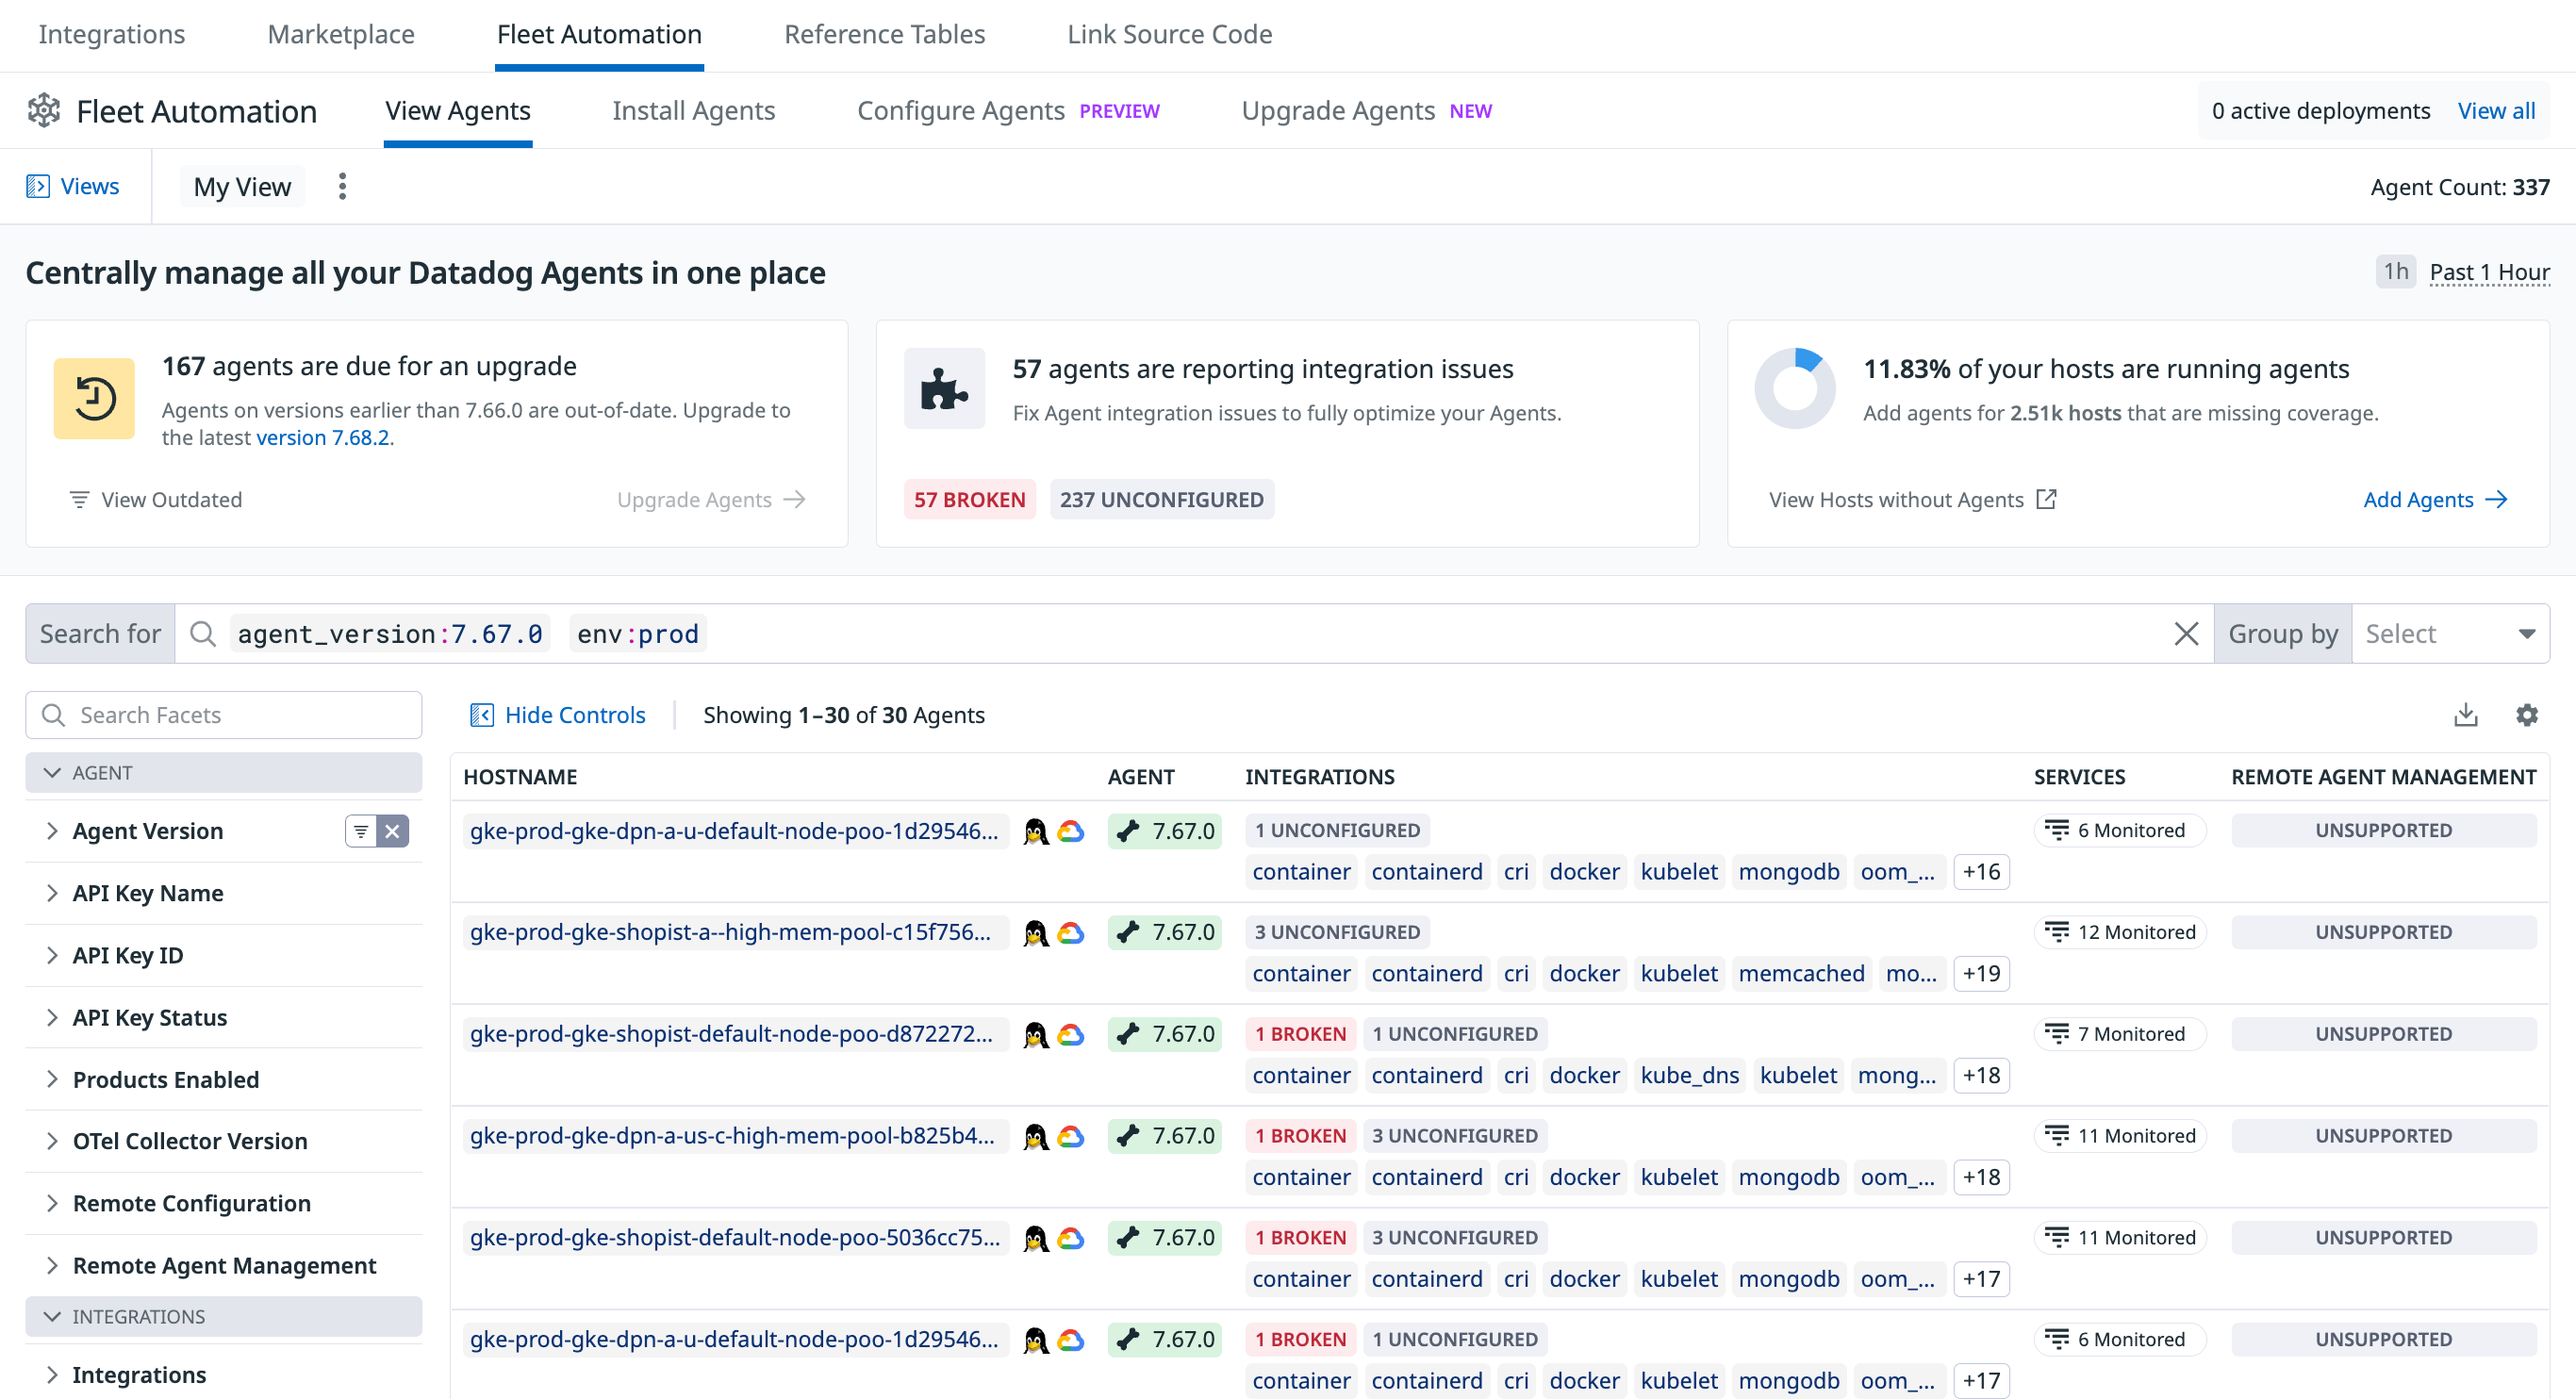 Integrations Marketplace Fleet Automation Reference Tables Link Source Code
Fleet Automation View Agents Install Agents Configure Agents PREVIEW Upgrade Agents NEW 0 active deployments View all
Views My View Agent Count: 337
Centrally manage all your Datadog Agents in one place 1h Past 1 Hour
167 agents are due for an upgrade
Agents on versions earlier than 7.66.0 are out-of-date. Upgrade to
the latest version 7.68.2.
View Outdated Upgrade Agents
57 agents are reporting integration issues
Fix Agent integration issues to fully optimize your Agents.
57 BROKEN 237 UNCONFIGURED
11.83% of your hosts are running agents
Add agents for 2.51k hosts that are missing coverage.
View Hosts without Agents Add Agents
Search for agent_version:7.67.0 env:prod Group by Select
Search Facets
AGENT
Agent Version
API Key Name
API Key ID
API Key Status
Products Enabled
OTel Collector Version
Remote Configuration
Remote Agent Management
INTEGRATIONS
Integrations
Hide Controls Showing 1–30 of 30 Agents
HOSTNAME AGENT INTEGRATIONS SERVICES REMOTE AGENT MANAGEMENT
gke-prod-gke-dpn-a-u-default-node-poo-1d29546... 7.67.0 1 UNCONFIGURED 6 Monitored UNSUPPORTED
container containerd cri docker kubelet mongodb oom_... +16
gke-prod-gke-shopist-a--high-mem-pool-c15f756... 7.67.0 3 UNCONFIGURED 12 Monitored UNSUPPORTED
container containerd cri docker kubelet memcached mo... +19
gke-prod-gke-shopist-default-node-poo-d872272... 7.67.0 1 BROKEN 1 UNCONFIGURED 7 Monitored UNSUPPORTED
container containerd cri docker kube_dns kubelet mong... +18
gke-prod-gke-dpn-a-us-c-high-mem-pool-b825b4... 7.67.0 1 BROKEN 3 UNCONFIGURED 11 Monitored UNSUPPORTED
container containerd cri docker kubelet mongodb oom_... +18
gke-prod-gke-shopist-default-node-poo-5036cc75... 7.67.0 1 BROKEN 3 UNCONFIGURED 11 Monitored UNSUPPORTED
container containerd cri docker kubelet mongodb oom_... +17
gke-prod-gke-dpn-a-u-default-node-poo-1d29546... 7.67.0 1 BROKEN 1 UNCONFIGURED 6 Monitored UNSUPPORTED
container containerd cri docker kubelet mongodb oom_... +17